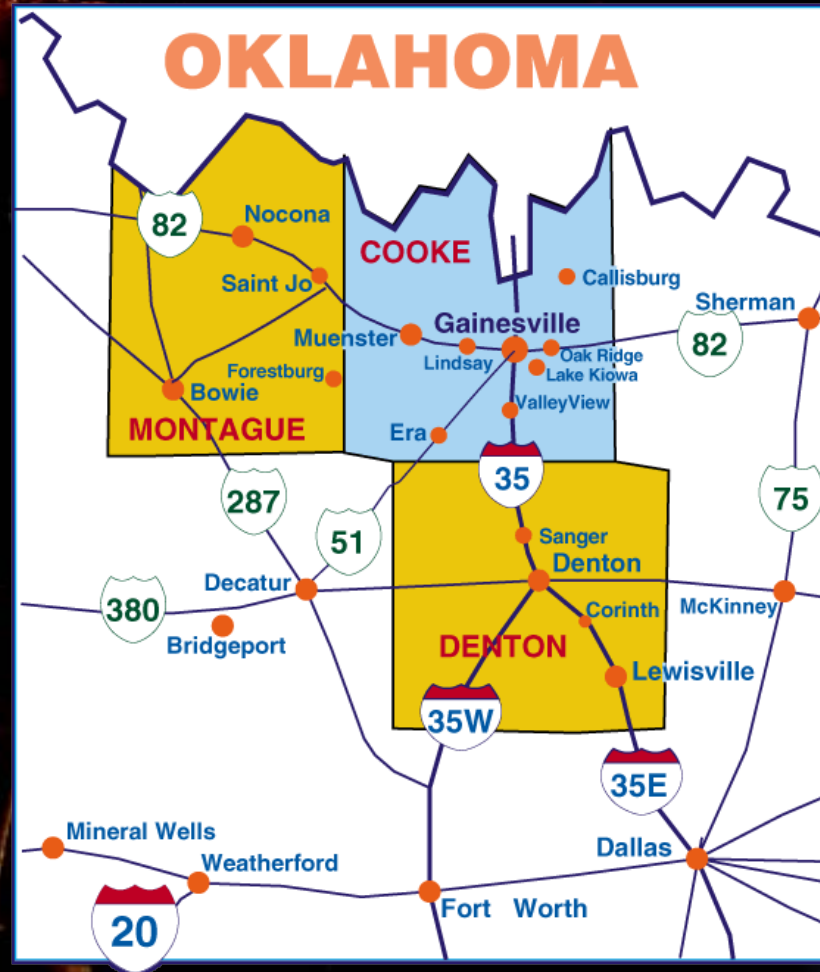 OKLAHOMA
82
Nocona
COOKE
Saint Jo
Callisburg
Sherman
Gainesville
Muenster
82
Lindsay
Oak Ridge
Lake Kiowa
Forestburg
Bowie
ValleyView
MONTAGUE
Era
35
287
75
51
Sanger
Denton
Decatur
380
Corinth
McKinney
Bridgeport
DENTON
Lewisville
35W
35E
Mineral Wells
Weatherford
Dallas
20
Fort Worth